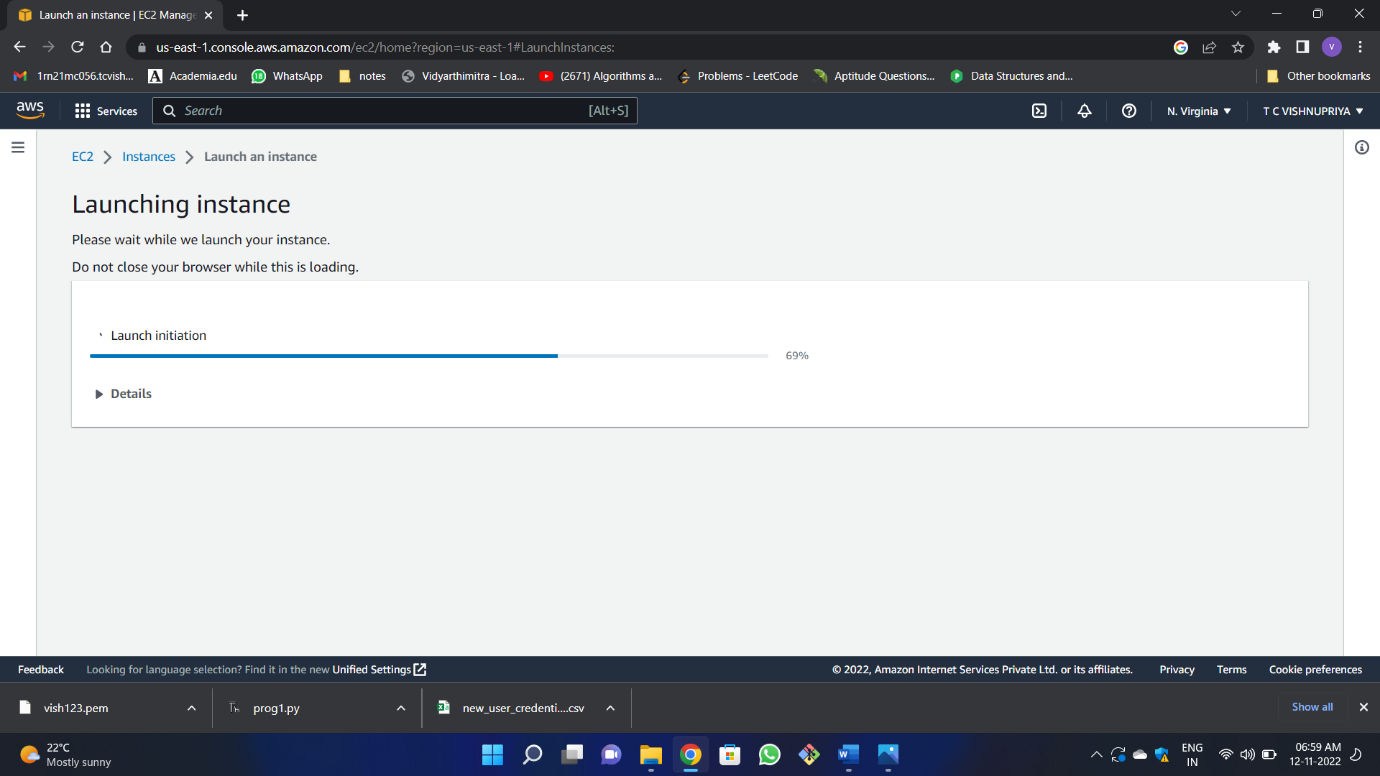 Launch an instance | EC2 Manag
us-east-1.console.aws.amazon.com/ec2/home?region=us-east-1#LaunchInstances:
V
1rn21mc056.tcvish... Academia.edu WhatsApp notes Vidyarthimitra - Loa... (2671) Algorithms a... Problems - LeetCode Aptitude Questions... Data Structures and... Other bookmarks
aws Services Search [Alt+S] N. Virginia T C VISHNUPRIYA
EC2 Instances Launch an instance
Launching instance
Please wait while we launch your instance.
Do not close your browser while this is loading.
Launch initiation
69%
Details
Feedback Looking for language selection? Find it in the new Unified Settings © 2022, Amazon Internet Services Private Ltd. or its affiliates. Privacy Terms Cookie preferences
vish123.pem prog1.py new_user_credenti....csv Show all
22°C
Mostly sunny
ENG
IN
06:59 AM
12-11-2022